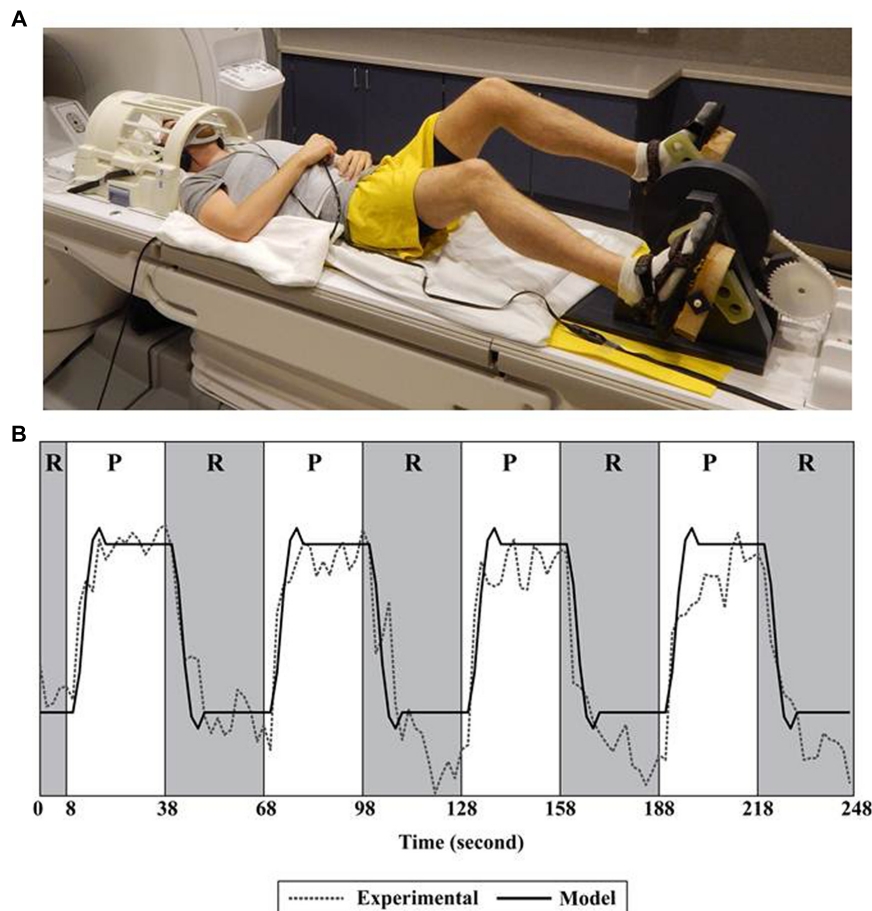 A
B
R P R P R P R P R
0 8 38 68 98 128 158 188 218 248
Time (second)
Experimental Model